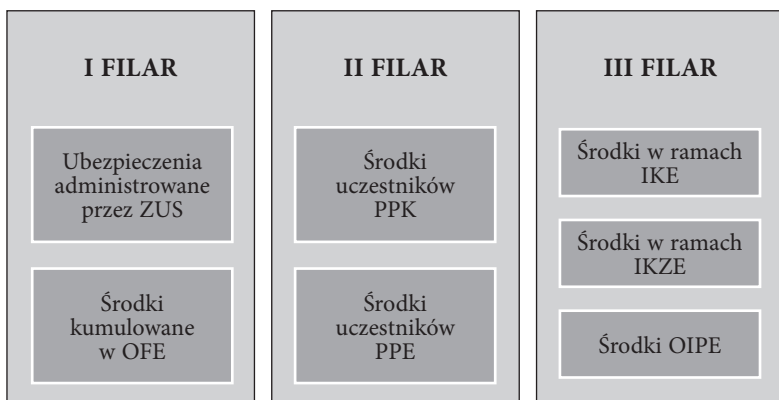 I FILAR
Ubezpieczenia
administrowane
przez ZUS
Środki
kumulowane
w OFE
II FILAR
Środki
uczestników
PPK
Środki
uczestników
PPE
III FILAR
Środki w ramach
IKE
Środki w ramach
IKZE
Środki OIPE